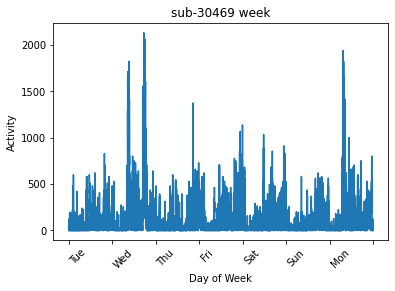 sub-30469 week
Activity
2000
1500
1000
500
0
Tue
Wed
Thu
Fri
Sat
Sun
Mon
Day of Week